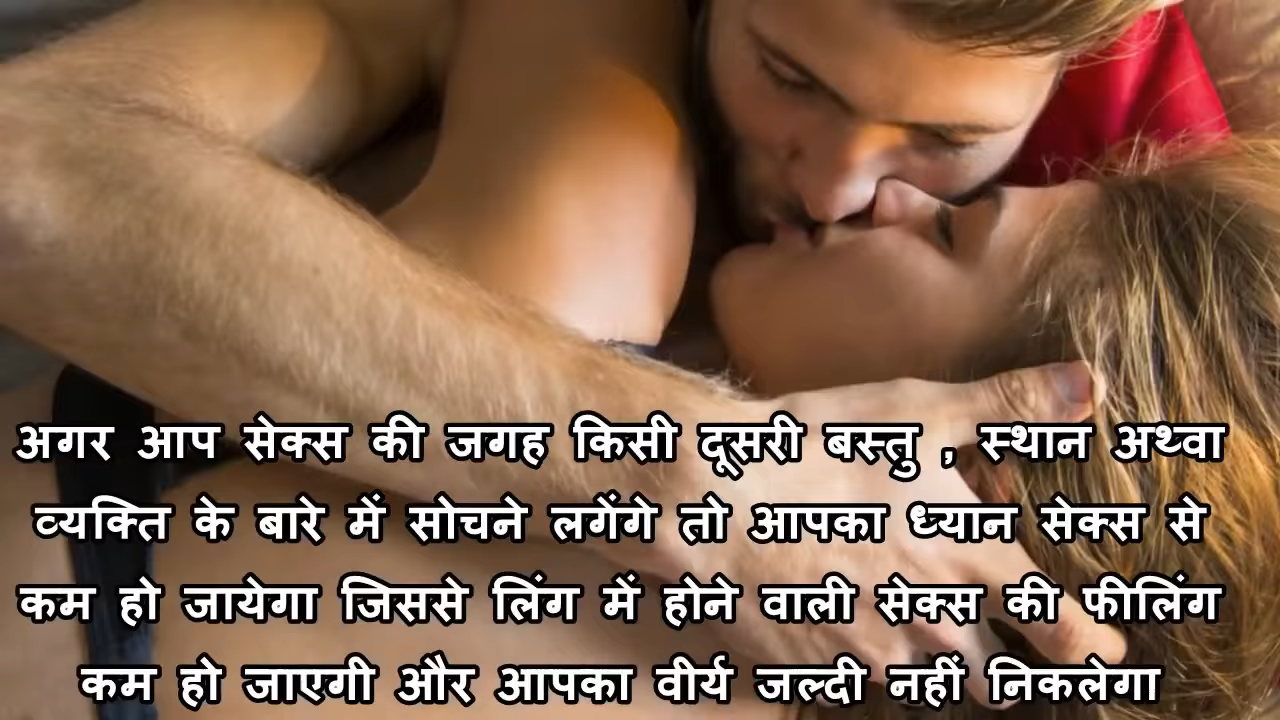 अगर आप सेक्स की जगह किसी दूसरी बस्तु , स्थान अथ्वा
व्यक्ति के बारे में सोचने लगेंगे तो आपका ध्यान सेक्स से
कम हो जायेगा जिससे लिंग में होने वाली सेक्स की फीलिंग
कम हो जाएगी और आपका वीर्य जल्दी नहीं निकलेगा